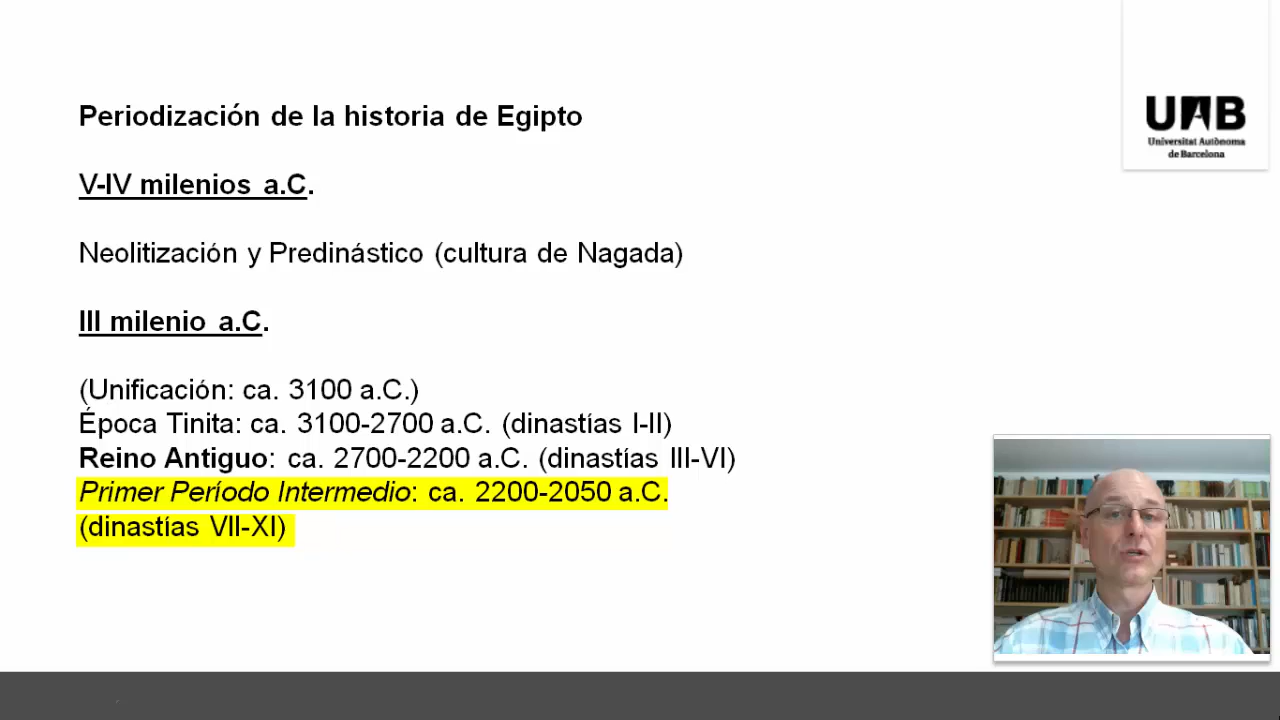 Periodización de la historia de Egipto
V-IV milenios a.C.
Neolitización y Predinástico (cultura de Nagada)
III milenio a.C.
(Unificación: ca. 3100 a.C.)
Época Tinita: ca. 3100-2700 a.C. (dinastías I-II)
Reino Antiguo: ca. 2700-2200 a.C. (dinastías III-VI)
Primer Período Intermedio: ca. 2200-2050 a.C.
(dinastías VII-XI)
UAB
Universitat Autònoma
de Barcelona